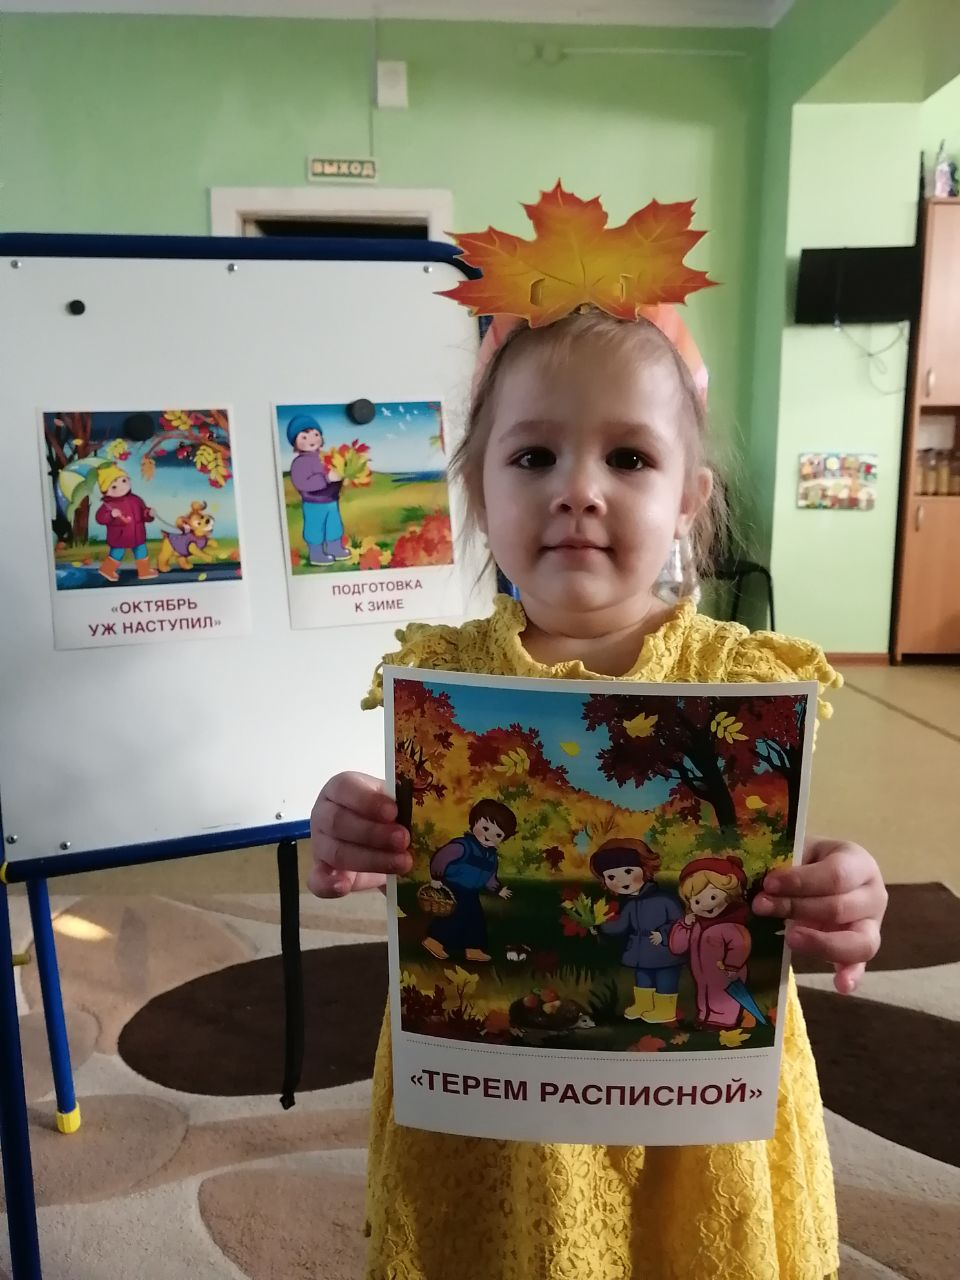 ВЫХОД
«ОКТЯБРЬ
УЖ НАСТУПИЛ»
ПОДГОТОВКА
К ЗИМЕ
«ТЕРЕМ РАСПИСНОЙ»